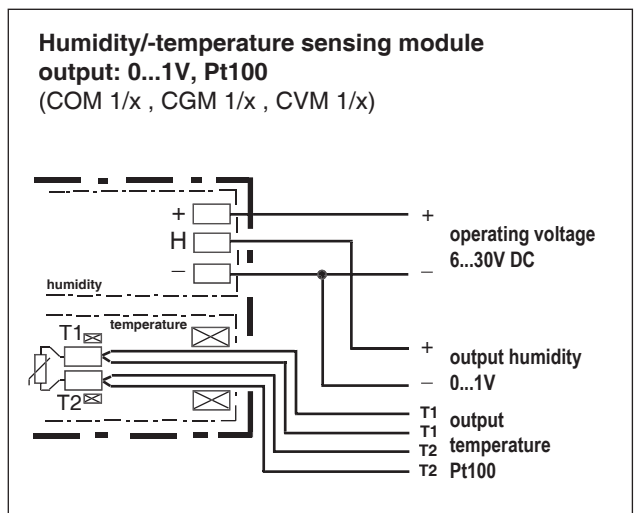 Humidity/-temperature sensing module
output: 0...1V, Pt100
(COM 1/x , CGM 1/x , CVM 1/x)
+
H
–
humidity
temperature
T1
T2
+
operating voltage
6...30V DC
–
+
output humidity
– 0...1V
T1 output
T1
T2 temperature
T2 Pt100